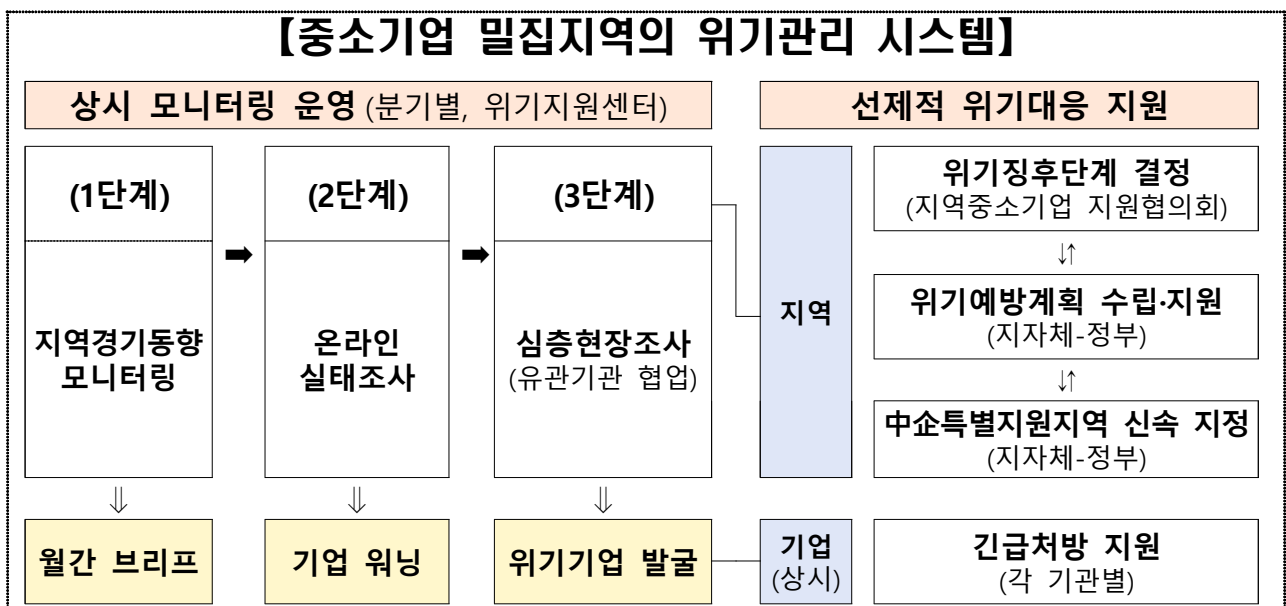 【중소기업 밀집지역의 위기관리 시스템】
상시 모니터링 운영 (분기별, 위기지원센터)
선제적 위기대응 지원
(1단계)
지역경기동향
모니터링
⇓
월간 브리프
➡
(2단계)
온라인
실태조사
⇓
기업 워닝
➡
(3단계)
심층현장조사
(유관기관 협업)
⇓
위기기업 발굴
지역
위기징후단계 결정
(지역중소기업 지원협의회)
↓↑
위기예방계획 수립·지원
(지자체-정부)
↓↑
中企특별지원지역 신속 지정
(지자체-정부)
기업
(상시)
긴급처방 지원
(각 기관별)